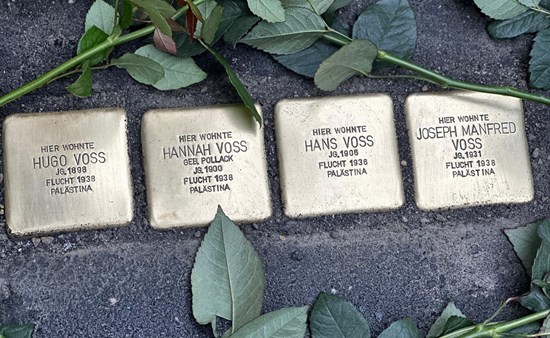 HIER WOHNTE
HUGO VOSS
JG. 1898
FLUCHT 1938
PALÄSTINA
HIER WOHNTE
HANNAH VOSS
GEB. POLLACK
JG. 1900
FLUCHT 1938
PALÄSTINA
HIER WOHNTE
HANS VOSS
JG. 1906
FLUCHT 1936
PALÄSTINA
HIER WOHNTE
JOSEPH MANFRED
VOSS
JG. 1931
FLUCHT 1938
PALÄSTINA